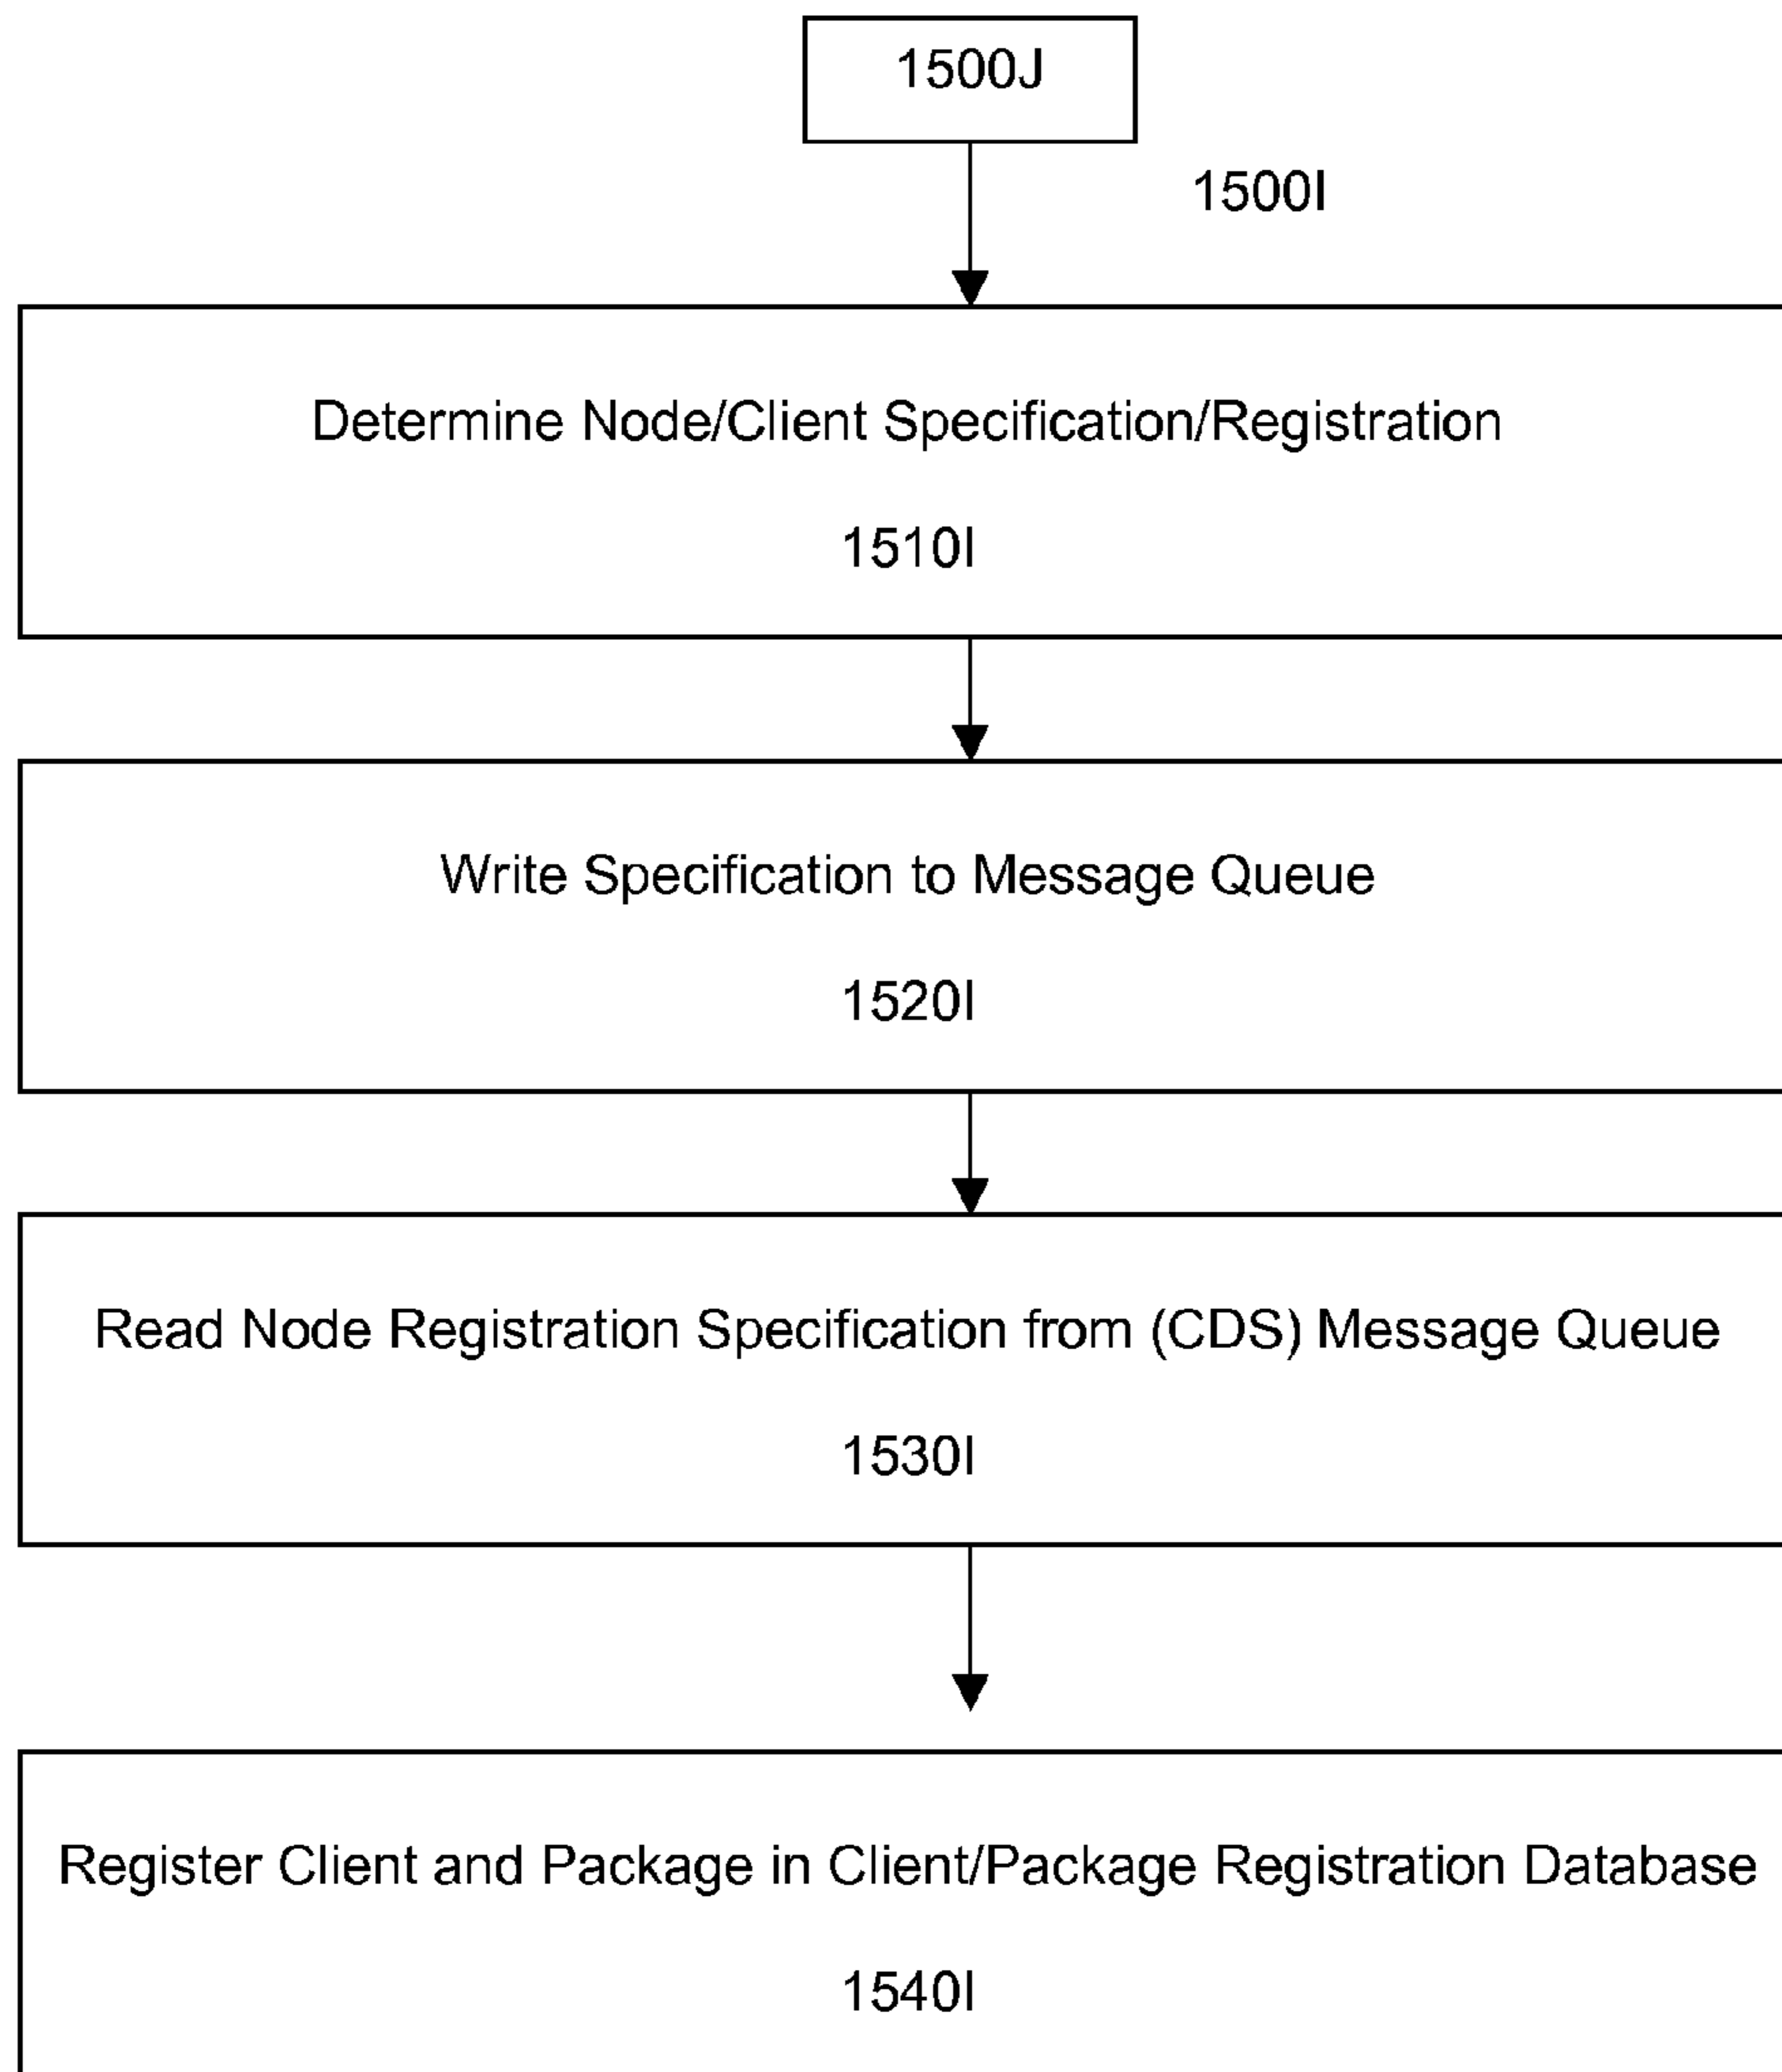 1500J
1500I
Determine Node/Client Specification/Registration
1510I
Write Specification to Message Queue
1520I
Read Node Registration Specification from (CDS) Message Queue
1530I
Register Client and Package in Client/Package Registration Database
1540I